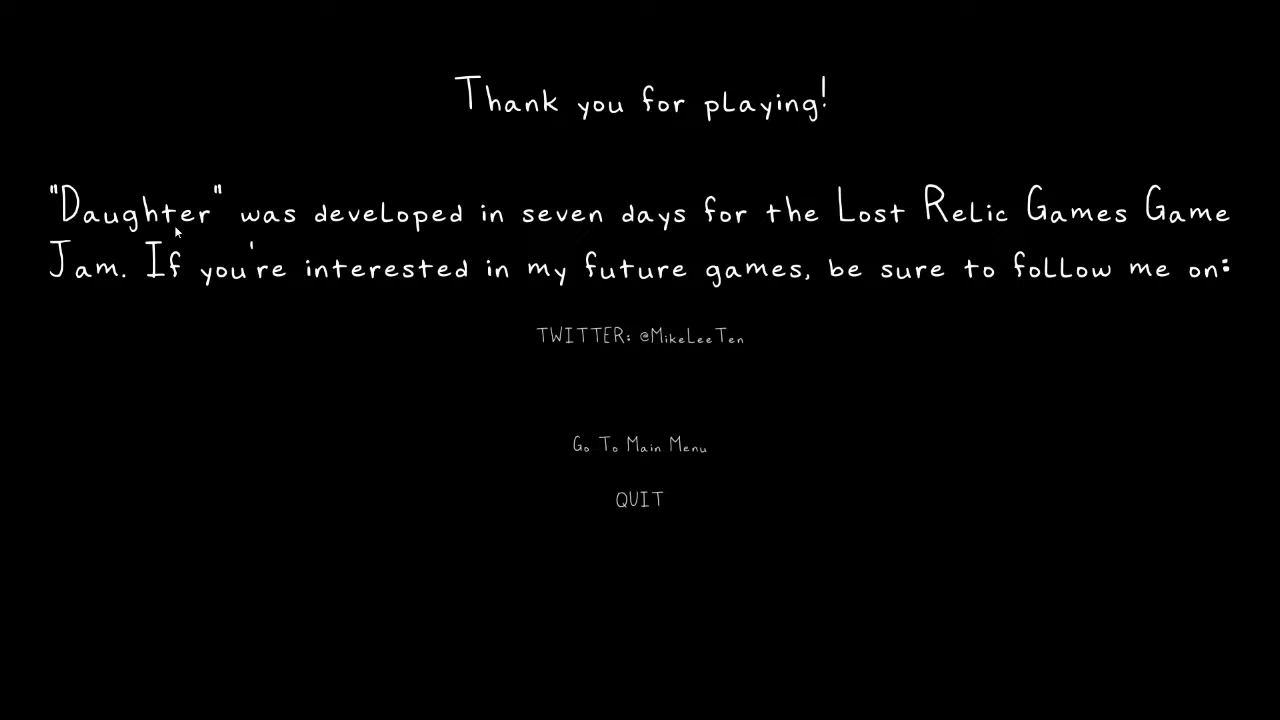 Thank you for playing!
"Daughter" was developed in seven days for the Lost Relic Games Game
Jam. If you're interested in my future games, be sure to follow me on:
TWITTER: @MikeLeeTen
Go To Main Menu
QUIT